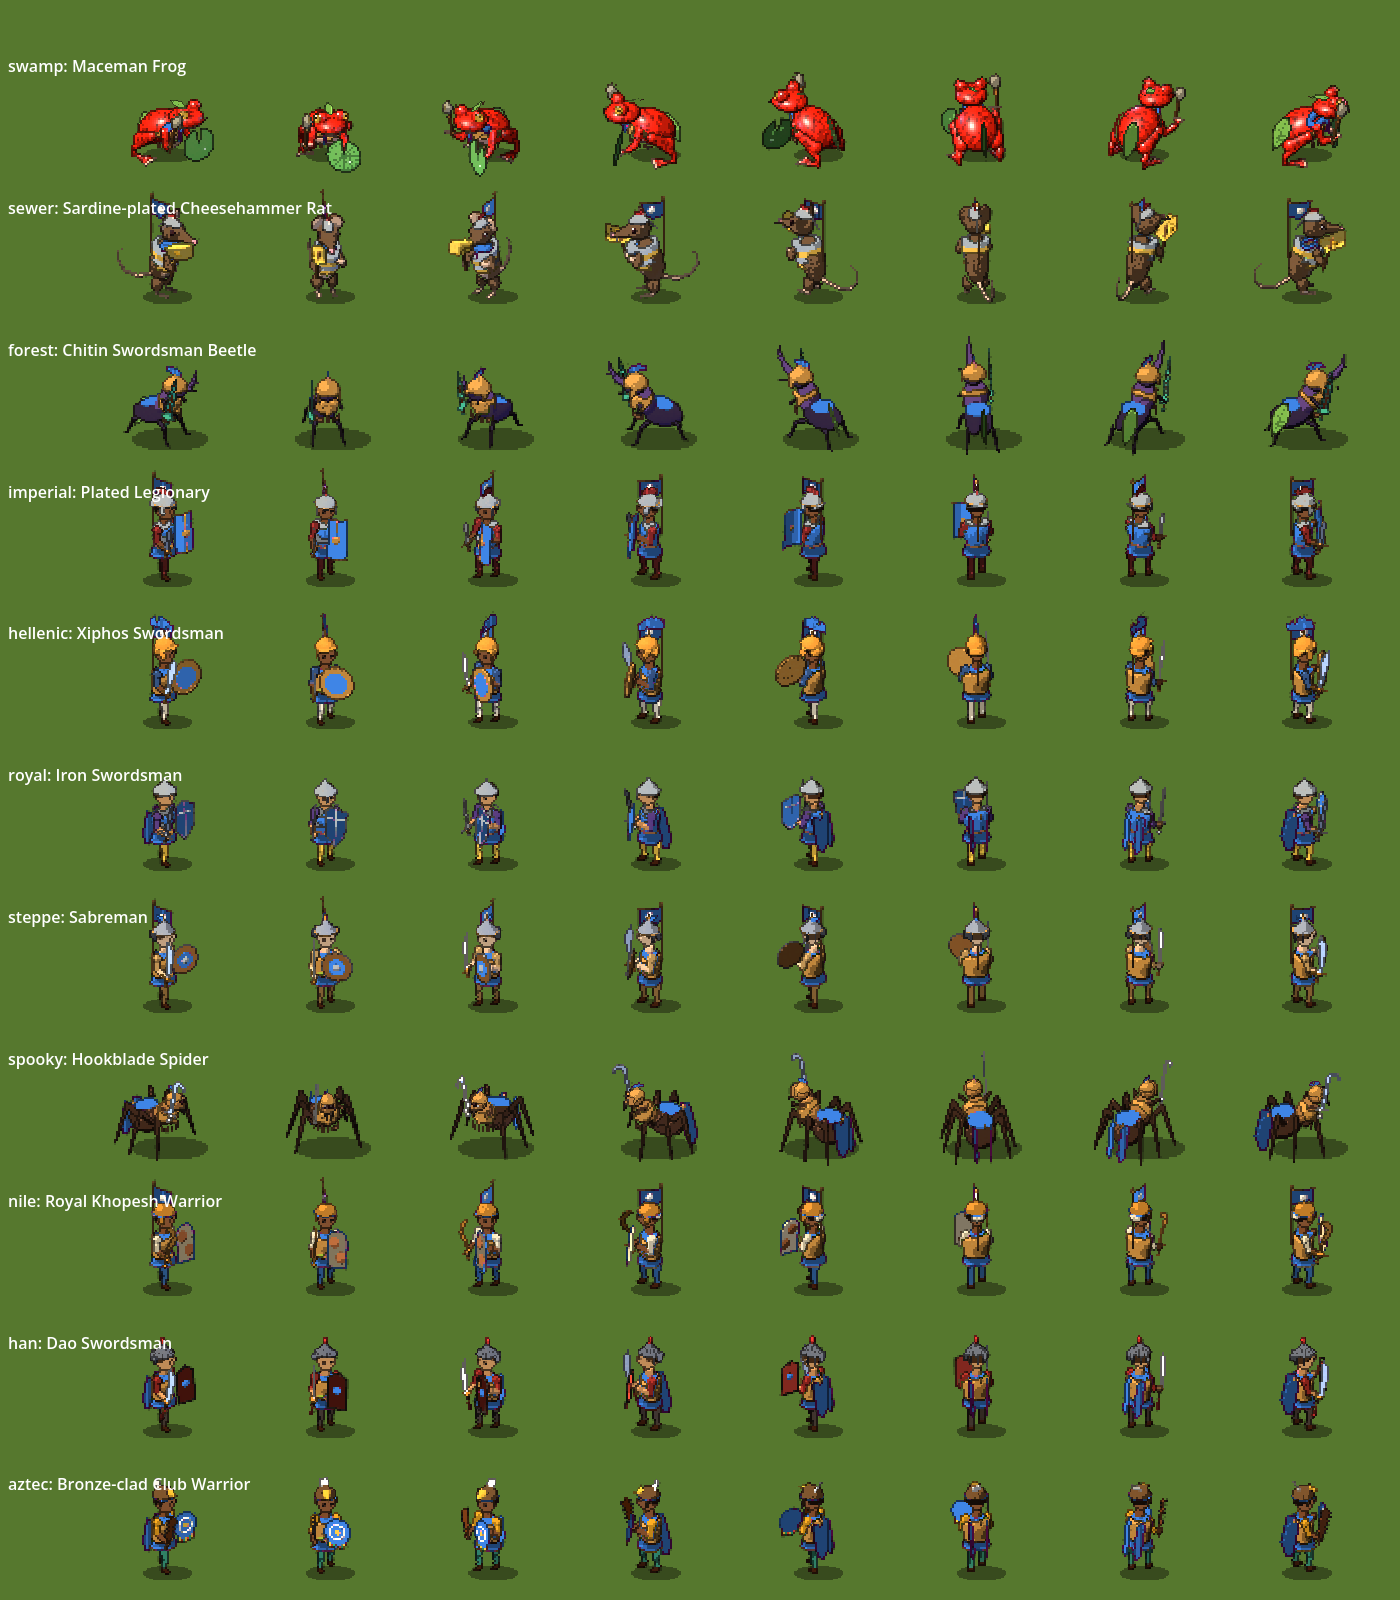 swamp: Maceman Frog
sewer: Sardine-plated Cheesehammer Rat
forest: Chitin Swordsman Beetle
imperial: Plated Legionary
hellenic: Xiphos Swordsman
royal: Iron Swordsman
steppe: Sabreman
spooky: Hookblade Spider
nile: Royal Khopesh Warrior
han: Dao Swordsman
aztec: Bronze-clad Club Warrior